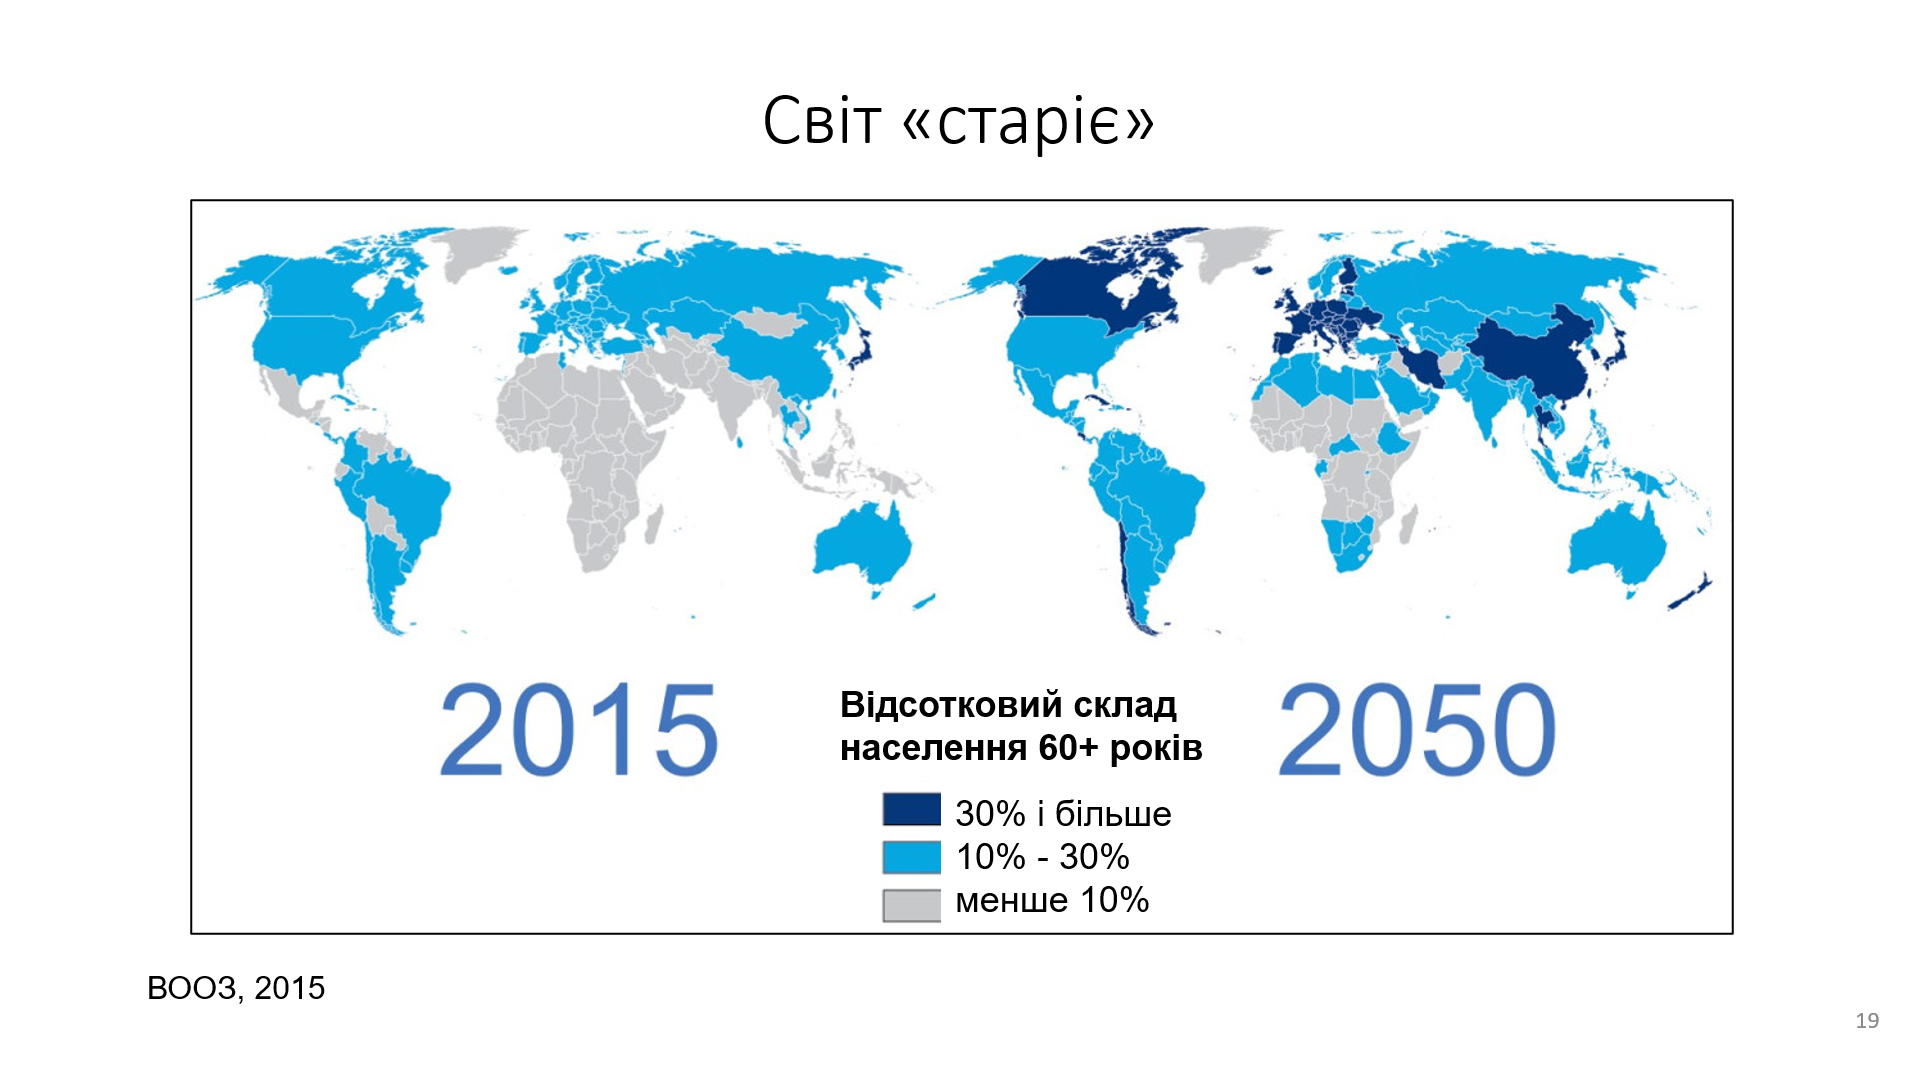 Світ «старіє»
2015
Відсотковий склад
населення 60+ років
2050
30% і більше
10% - 30%
менше 10%
ВООЗ, 2015
19